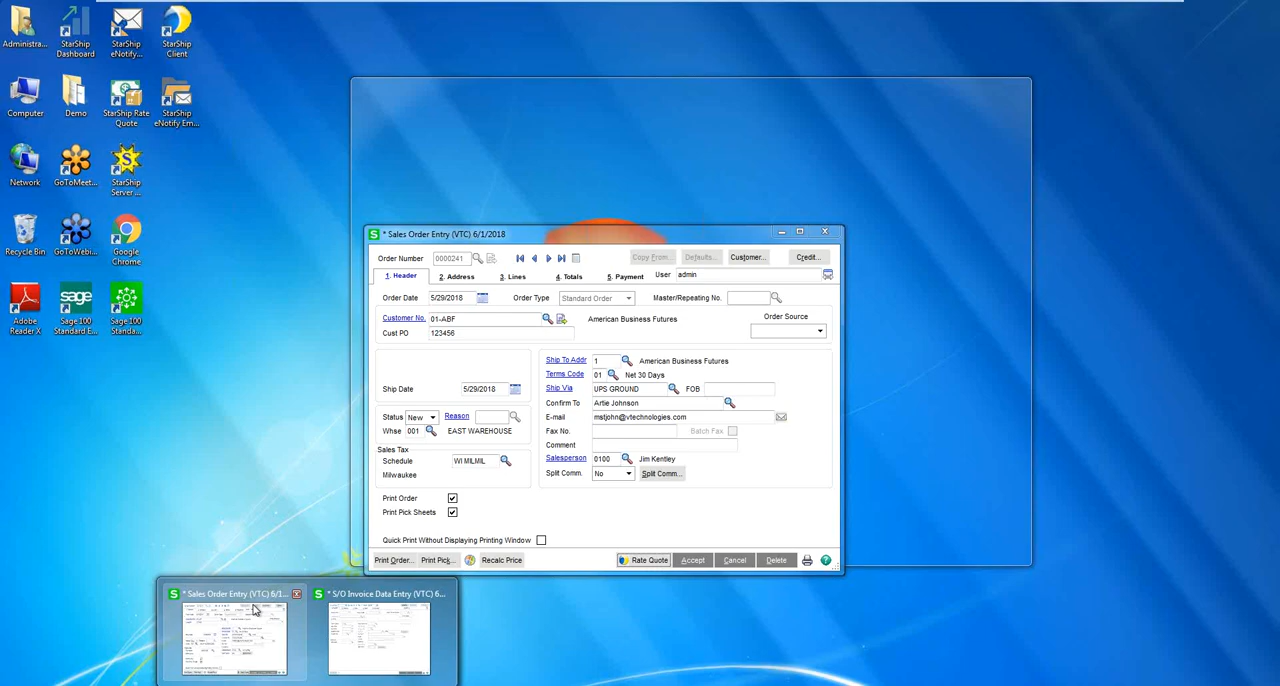 Administra...
StarShip Dashboard
StarShip eNotify...
StarShip Client
Computer
Demo
StarShip Rate Quote
StarShip eNotify Em...
Network
GoToMeet...
StarShip Server ...
Recycle Bin
GoToWebi...
Google Chrome
Adobe Reader X
Sage 100 Standard E...
Sage 100 Standa...
* Sales Order Entry (VTC) 6/1/2018
Order Number 0000241 Copy From... Defaults... Customer... Credit...
1. Header 2. Address 3. Lines 4. Totals 5. Payment User admin
Order Date 5/29/2018 Order Type Standard Order Master/Repeating No.
Customer No. 01-ABF American Business Futures Order Source
Cust PO 123456
Ship To Addr 1 American Business Futures
Terms Code 01 Net 30 Days
Ship Date 5/29/2018 Ship Via UPS GROUND FOB
Confirm To Artie Johnson
Status New Reason E-mail mstjohn@vtechnologies.com
Whse 001 EAST WAREHOUSE Fax No. Batch Fax
Comment
Sales Tax
Schedule WI MILMIL Salesperson 0100 Jim Kentley
Milwaukee Split Comm. No Split Comm...
Print Order
Print Pick Sheets
Quick Print Without Displaying Printing Window
Print Order... Print Pick... Recalc Price Rate Quote Accept Cancel Delete
* Sales Order Entry (VTC) 6/1... * S/O Invoice Data Entry (VTC) 6...